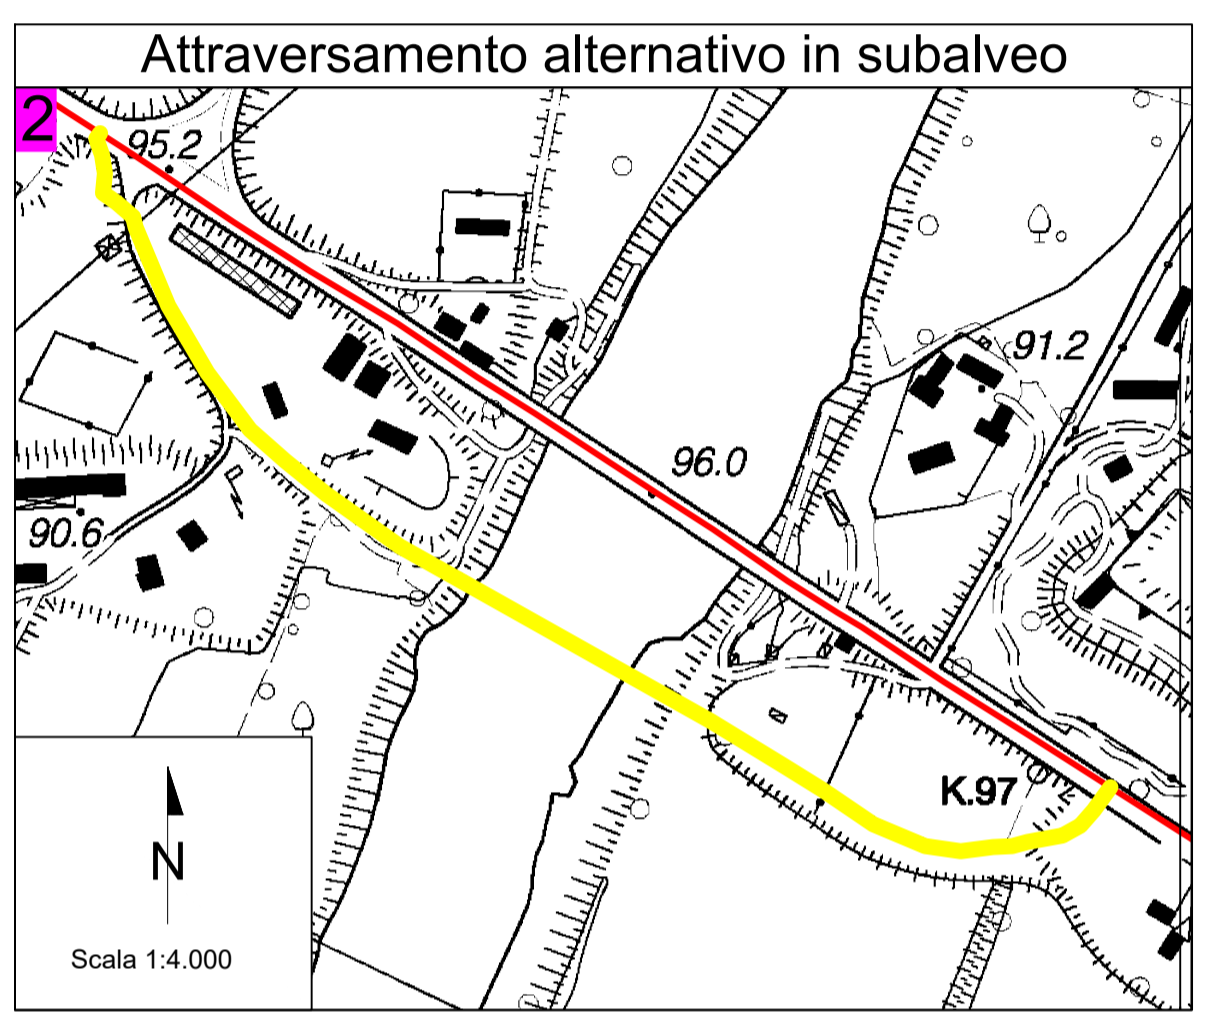 Attraversamento alternativo in subalveo
2
95.2
91.2
96.0
90.6
K.97
N
Scala 1:4.000